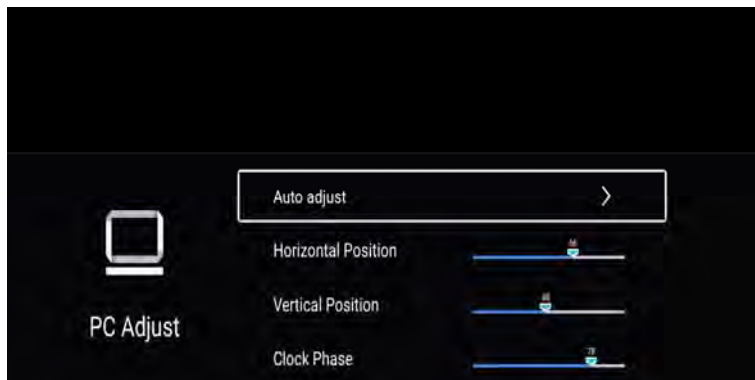 Auto adjust
Horizontal Position
Vertical Position
PC Adjust
Clock Phase